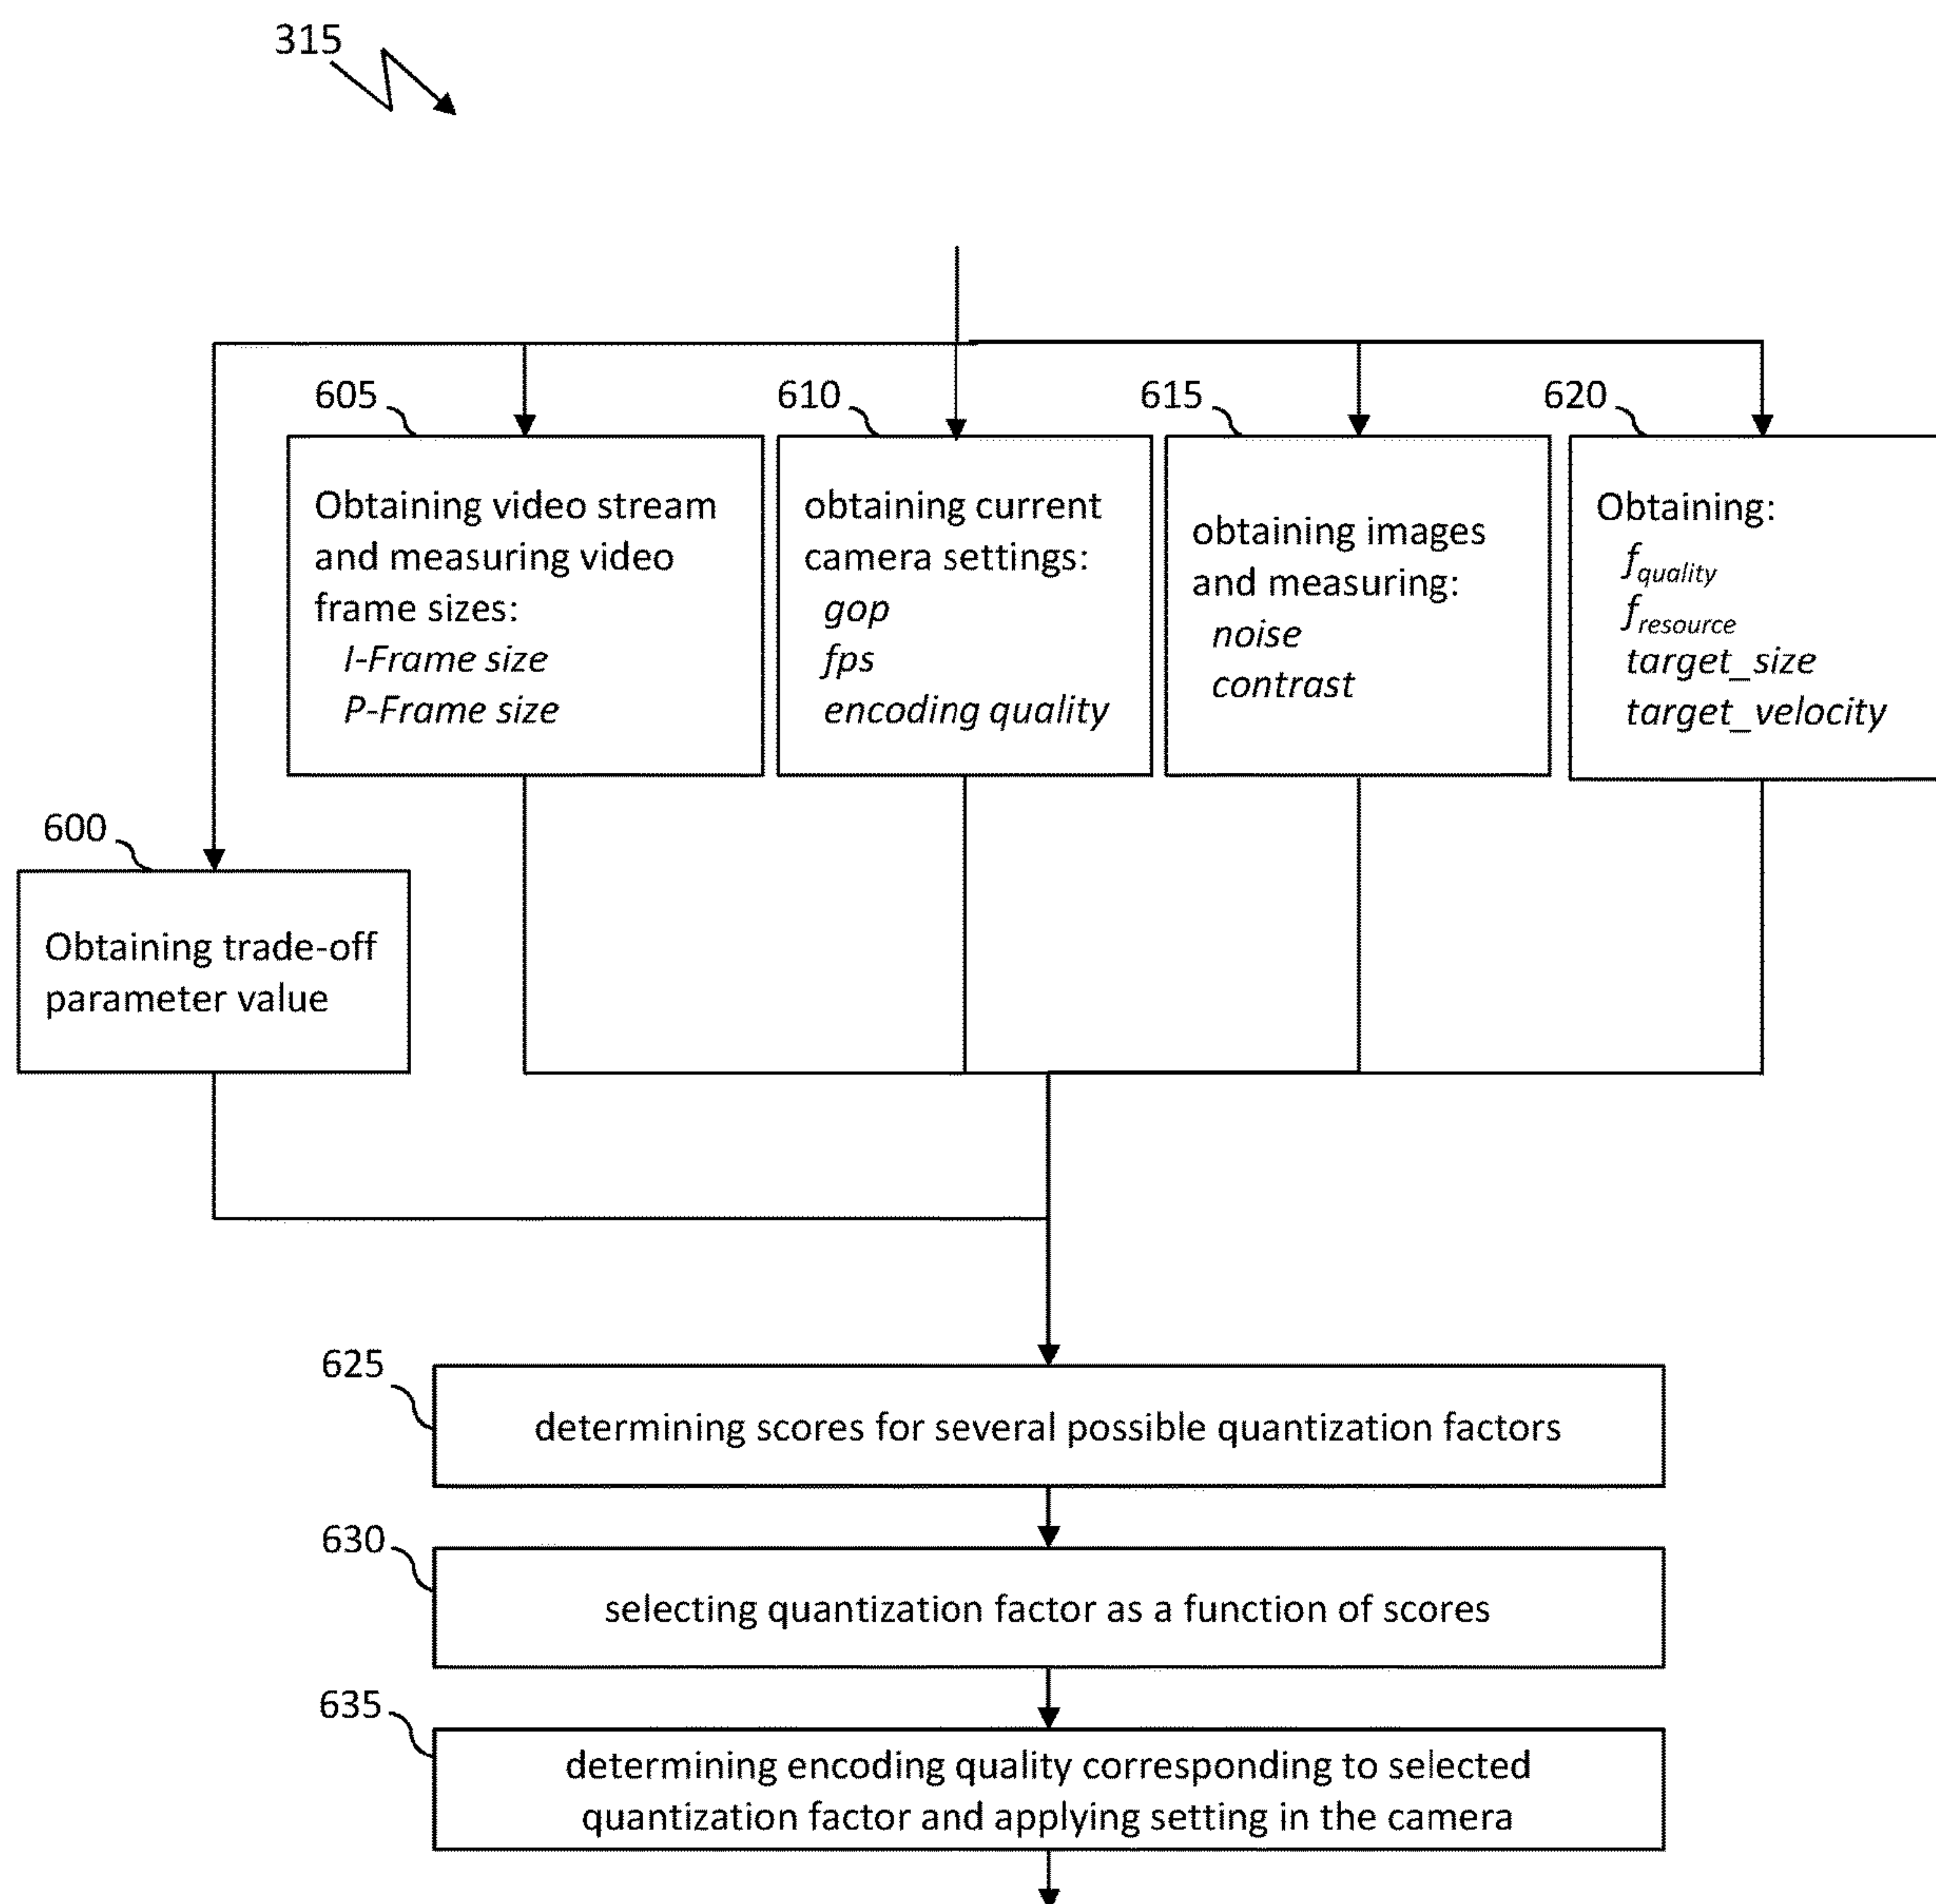 315
605
Obtaining video stream
and measuring video
frame sizes:
I-Frame size
P-Frame size
610
obtaining current
camera settings:
gop
fps
encoding quality
615
obtaining images
and measuring:
noise
contrast
620
Obtaining:
f_quality
f_resource
target_size
target_velocity
600
Obtaining trade-off
parameter value
625
determining scores for several possible quantization factors
630
selecting quantization factor as a function of scores
635
determining encoding quality corresponding to selected
quantization factor and applying setting in the camera